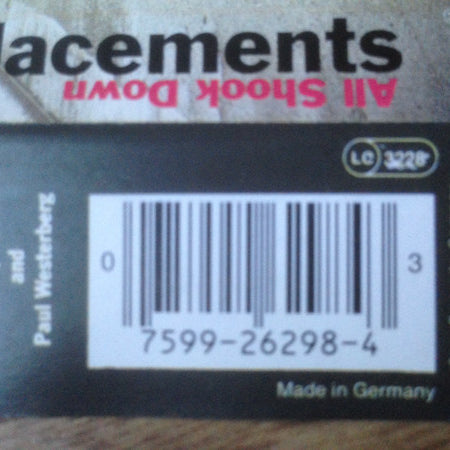 lacements
All Shook Down
LC 3228
and
Paul Westerberg
0 3
7599-26298-4
Made in Germany